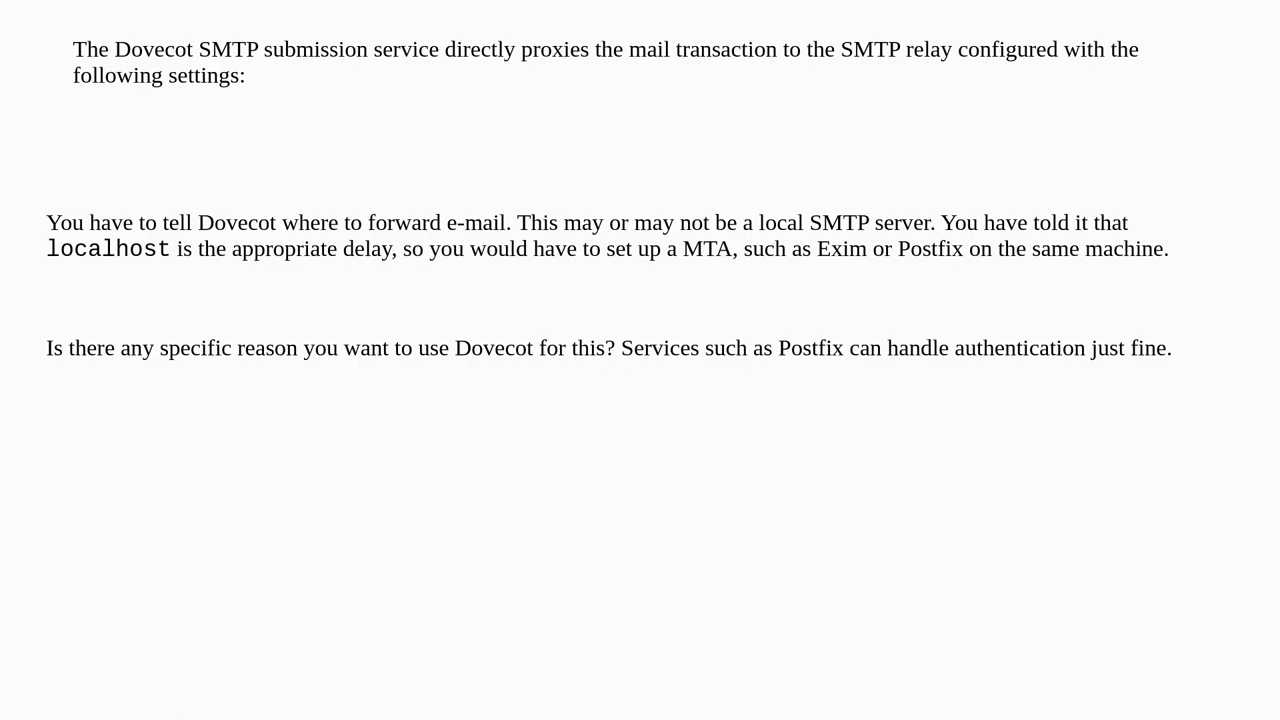 The Dovecot SMTP submission service directly proxies the mail transaction to the SMTP relay configured with the
following settings:
You have to tell Dovecot where to forward e-mail. This may or may not be a local SMTP server. You have told it that
localhost is the appropriate delay, so you would have to set up a MTA, such as Exim or Postfix on the same machine.
Is there any specific reason you want to use Dovecot for this? Services such as Postfix can handle authentication just fine.